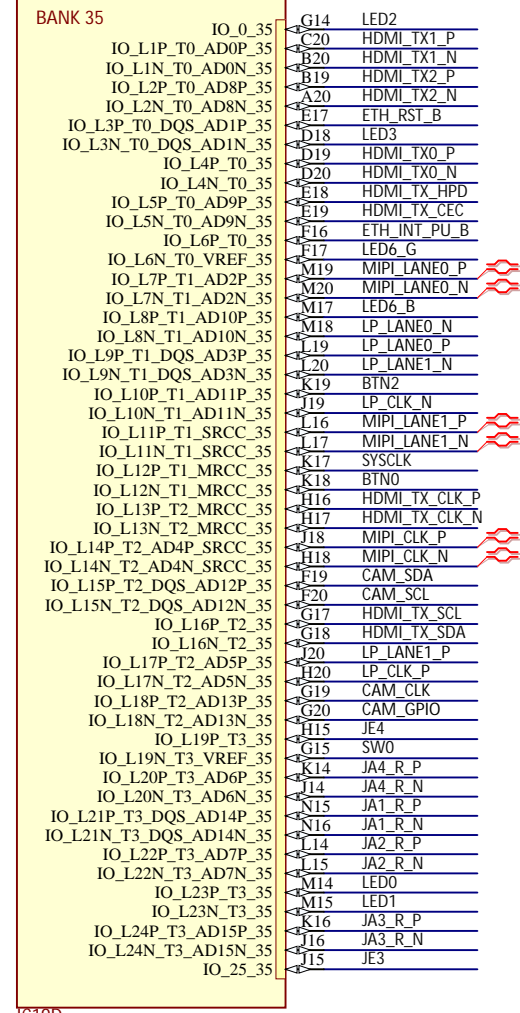 BANK 35
IO_0_35 G14 LED2
IO_L1P_T0_AD0P_35 C20 HDMI_TX1_P
IO_L1N_T0_AD0N_35 B20 HDMI_TX1_N
IO_L2P_T0_AD8P_35 B19 HDMI_TX2_P
IO_L2N_T0_AD8N_35 A20 HDMI_TX2_N
IO_L3P_T0_DQS_AD1P_35 E17 ETH_RST_B
IO_L3N_T0_DQS_AD1N_35 D18 LED3
IO_L4P_T0_35 D19 HDMI_TX0_P
IO_L4N_T0_35 D20 HDMI_TX0_N
IO_L5P_T0_AD9P_35 E18 HDMI_TX_HPD
IO_L5N_T0_AD9N_35 E19 HDMI_TX_CEC
IO_L6P_T0_35 F16 ETH_INT_PU_B
IO_L6N_T0_VREF_35 F17 LED6_G
IO_L7P_T1_AD2P_35 M19 MIPI_LANE0_P
IO_L7N_T1_AD2N_35 M20 MIPI_LANE0_N
IO_L8P_T1_AD10P_35 M17 LED6_B
IO_L8N_T1_AD10N_35 M18 LP_LANE0_N
IO_L9P_T1_DQS_AD3P_35 L19 LP_LANE0_P
IO_L9N_T1_DQS_AD3N_35 L20 LP_LANE1_N
IO_L10P_T1_AD11P_35 K19 BTN2
IO_L10N_T1_AD11N_35 J19 LP_CLK_N
IO_L11P_T1_SRCC_35 L16 MIPI_LANE1_P
IO_L11N_T1_SRCC_35 L17 MIPI_LANE1_N
IO_L12P_T1_MRCC_35 K17 SYSCLK
IO_L12N_T1_MRCC_35 K18 BTN0
IO_L13P_T2_MRCC_35 H16 HDMI_TX_CLK_P
IO_L13N_T2_MRCC_35 H17 HDMI_TX_CLK_N
IO_L14P_T2_AD4P_SRCC_35 J18 MIPI_CLK_P
IO_L14N_T2_AD4N_SRCC_35 H18 MIPI_CLK_N
IO_L15P_T2_DQS_AD12P_35 F19 CAM_SDA
IO_L15N_T2_DQS_AD12N_35 F20 CAM_SCL
IO_L16P_T2_35 G17 HDMI_TX_SCL
IO_L16N_T2_35 G18 HDMI_TX_SDA
IO_L17P_T2_AD5P_35 J20 LP_LANE1_P
IO_L17N_T2_AD5N_35 H20 LP_CLK_P
IO_L18P_T2_AD13P_35 G19 CAM_CLK
IO_L18N_T2_AD13N_35 G20 CAM_GPIO
IO_L19P_T3_35 H15 JE4
IO_L19N_T3_VREF_35 G15 SW0
IO_L20P_T3_AD6P_35 K14 JA4_R_P
IO_L20N_T3_AD6N_35 J14 JA4_R_N
IO_L21P_T3_DQS_AD14P_35 N15 JA1_R_P
IO_L21N_T3_DQS_AD14N_35 N16 JA1_R_N
IO_L22P_T3_AD7P_35 L14 JA2_R_P
IO_L22N_T3_AD7N_35 L15 JA2_R_N
IO_L23P_T3_35 M14 LED0
IO_L23N_T3_35 M15 LED1
IO_L24P_T3_AD15P_35 K16 JA3_R_P
IO_L24N_T3_AD15N_35 J16 JA3_R_N
IO_25_35 J15 JE3